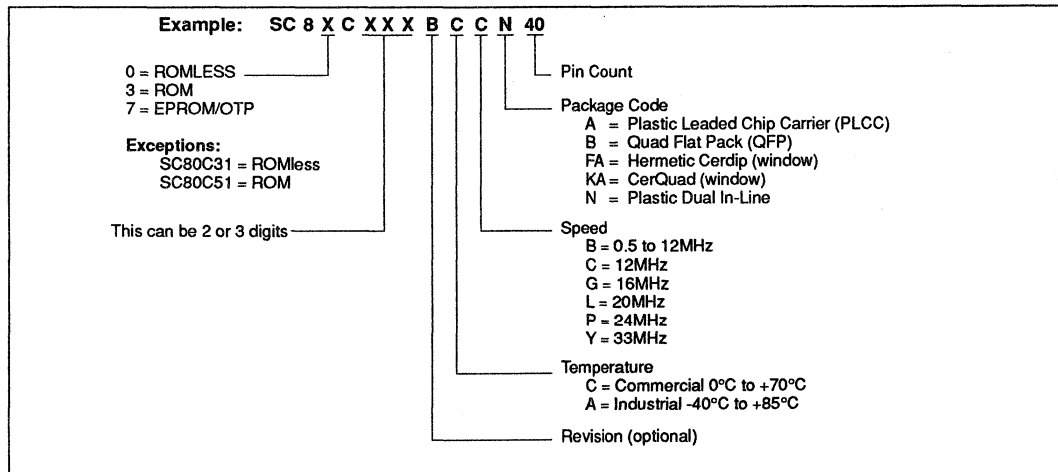 Example: SC 8 X C X X X B C C N 40
0 = ROMLESS
3 = ROM
7 = EPROM/OTP
Exceptions:
SC80C31 = ROMless
SC80C51 = ROM
This can be 2 or 3 digits
Pin Count
Package Code
A = Plastic Leaded Chip Carrier (PLCC)
B = Quad Flat Pack (QFP)
FA = Hermetic Cerdip (window)
KA = CerQuad (window)
N = Plastic Dual In-Line
Speed
B = 0.5 to 12MHz
C = 12MHz
G = 16MHz
L = 20MHz
P = 24MHz
Y = 33MHz
Temperature
C = Commercial 0°C to +70°C
A = Industrial -40°C to +85°C
Revision (optional)